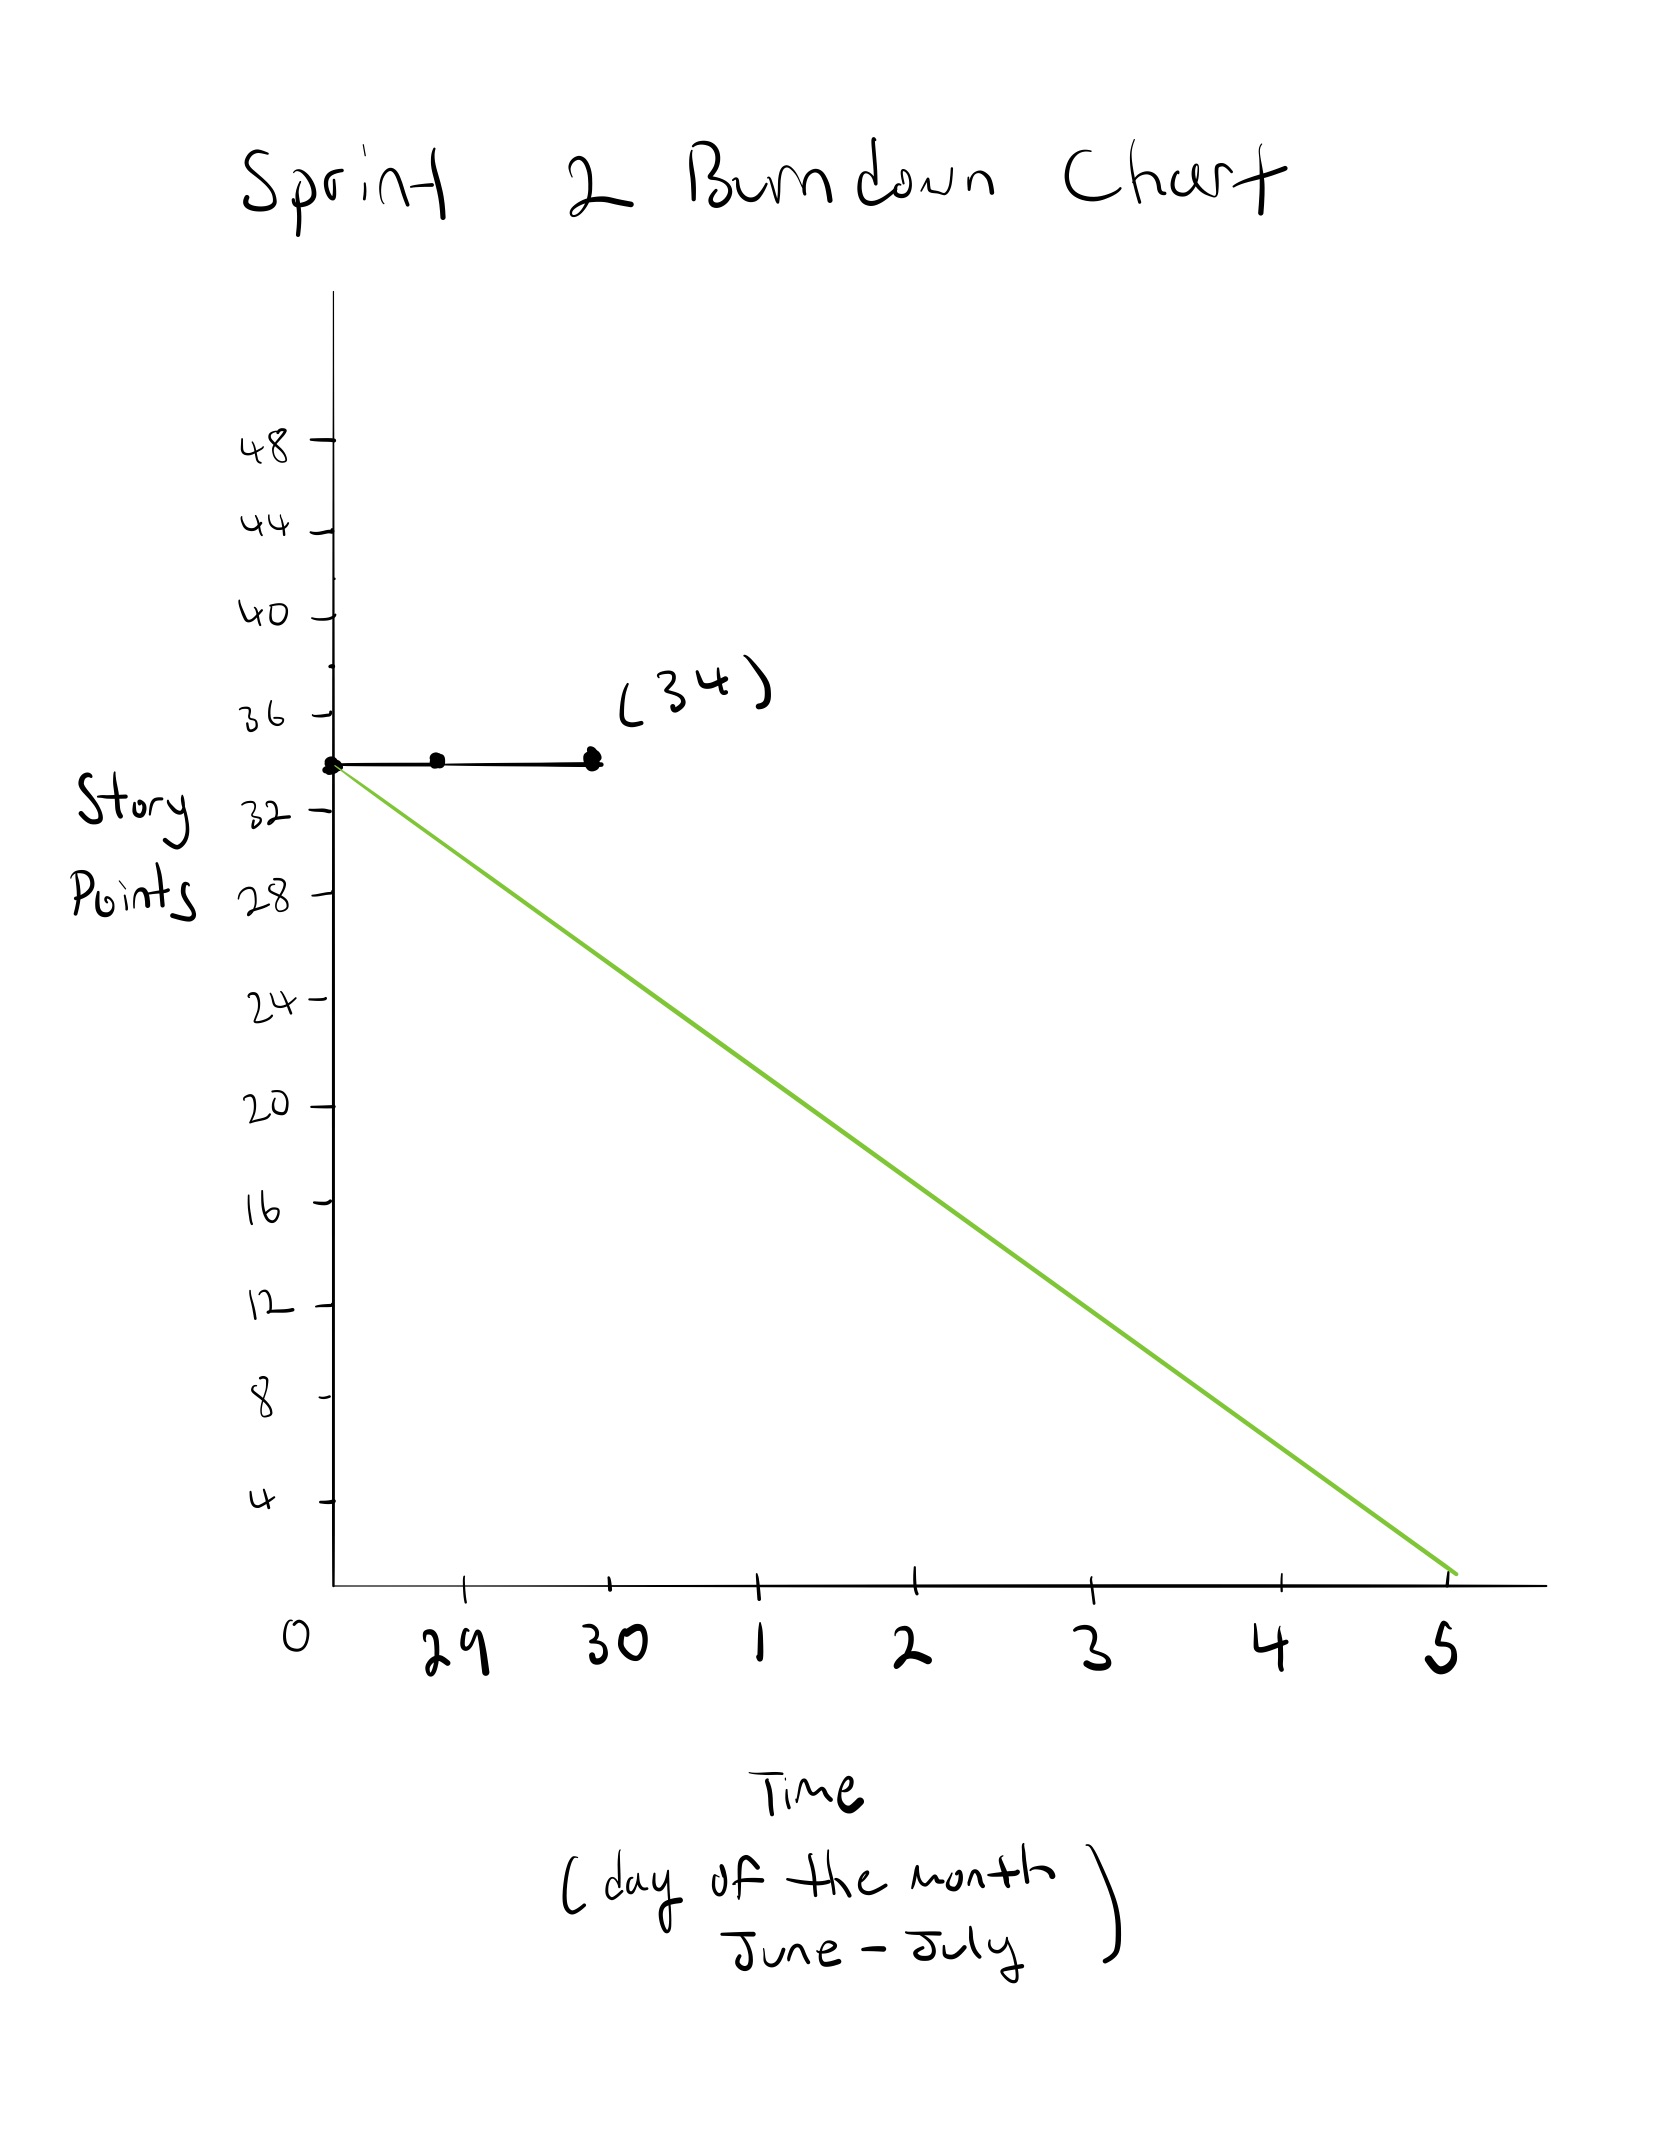 Sprint 2 Burndown Chart
48
44
40
36
(34)
Story
Points
32
28
24
20
16
12
8
4
0 29 30 1 2 3 4 5
Time
(day of the month
June - July)